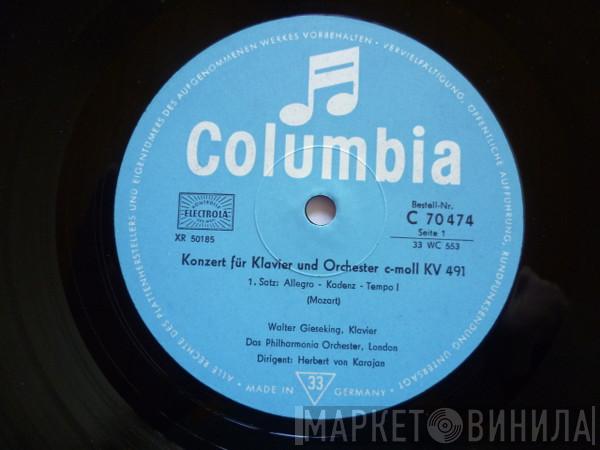 ALLE RECHTE DES PLATTENHERSTELLERS UND EIGENTÜMERS DES AUFGENOMMENEN WERKES VORBEHALTEN • VERVIELFÄLTIGUNG, ÖFFENTLICHE AUFFÜHRUNG, RUNDFUNKSENDUNG UNTERSAGT
Columbia
ELECTROLA
XR 50185
Bestell-Nr.
C 70474
Seite 1
33 WC 553
Konzert für Klavier und Orchester c-moll KV 491
1. Satz: Allegro - Kadenz - Tempo I
(Mozart)
Walter Gieseking, Klavier
Das Philharmonia Orchester, London
Dirigent: Herbert von Karajan
• MADE IN 33 GERMANY •
МАРКЕТ ВИНИЛА